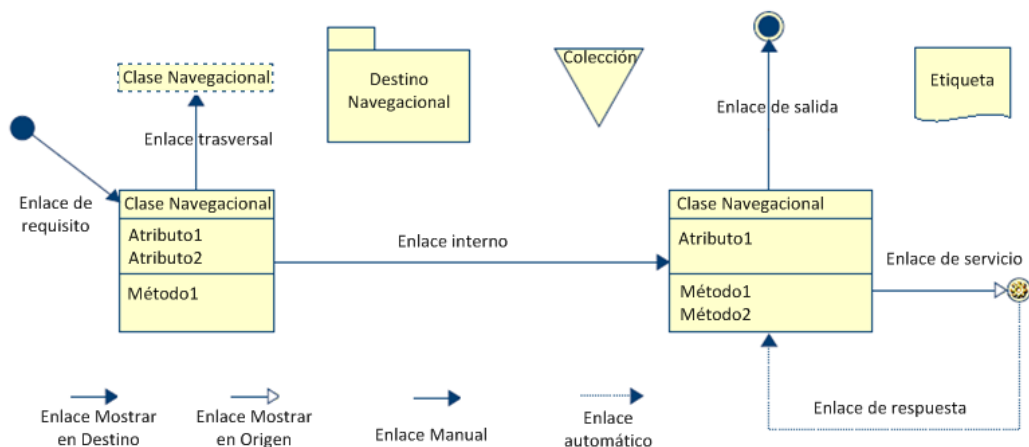 Clase Navegacional
Enlace trasversal
Destino
Navegacional
Colección
Enlace de salida
Etiqueta
Enlace de
requisito
Clase Navegacional
Atributo1
Atributo2
Método1
Enlace interno
Clase Navegacional
Atributo1
Método1
Método2
Enlace de servicio
Enlace de respuesta
Enlace Mostrar
en Destino
Enlace Mostrar
en Origen
Enlace Manual
Enlace
automático